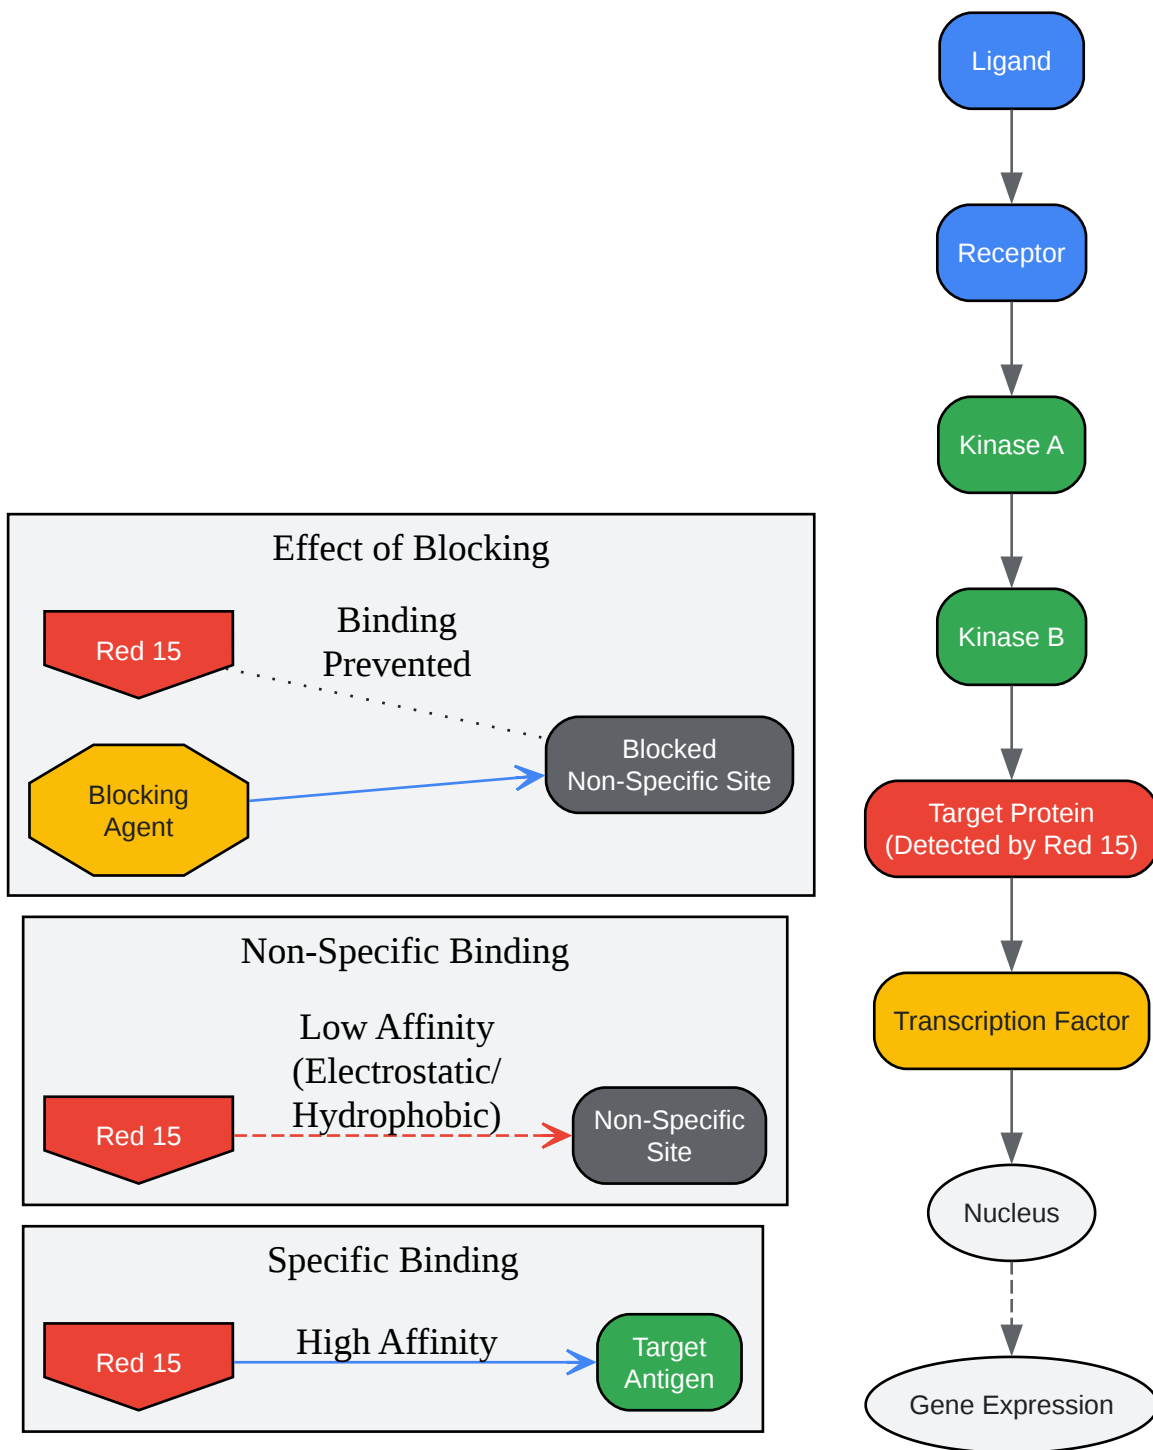 Effect of Blocking
Red 15
Binding
Prevented
Blocking
Agent
Blocked
Non-Specific Site
Non-Specific Binding
Red 15
Low Affinity
(Electrostatic/
Hydrophobic)
Non-Specific
Site
Specific Binding
Red 15
High Affinity
Target
Antigen
Ligand
Receptor
Kinase A
Kinase B
Target Protein
(Detected by Red 15)
Transcription Factor
Nucleus
Gene Expression